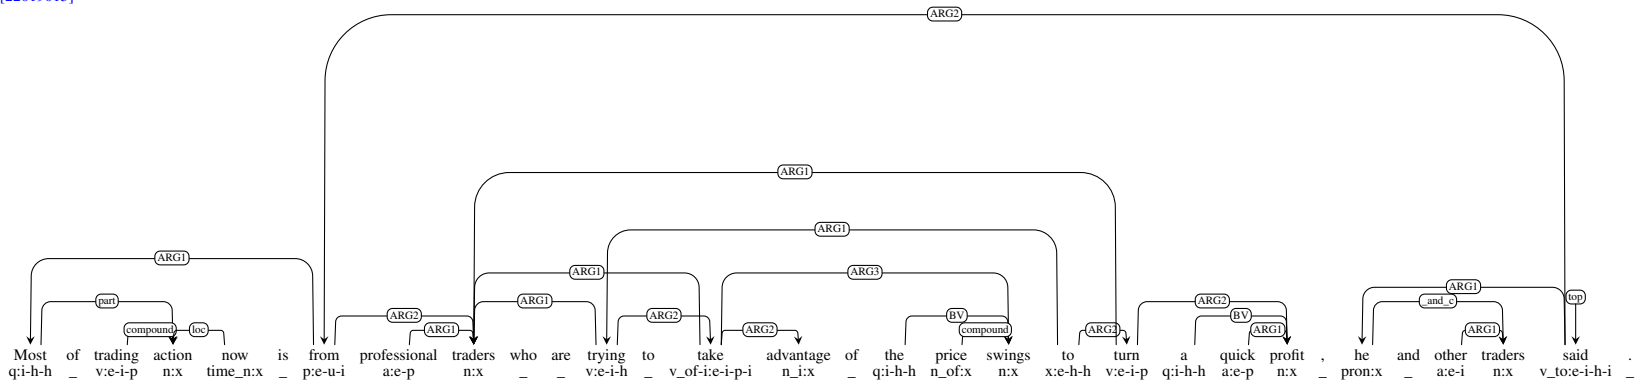 ARG2
ARG1
ARG1
ARG1 ARG1 ARG3 ARG1 top
part ARG1 ARG2 _and_c
ARG2 ARG2 BV BV
compound loc ARG1 ARG2 compound ARG2 ARG1 ARG1
Most of trading action now is from professional traders who are trying to take advantage of the price swings to turn a quick profit , he and other traders said .
q:i-h-h _ v:e-i-p n:x time_n:x _ p:e-u-i a:e-p n:x _ _ v:e-i-h _ v_of-i:e-i-p-i n_i:x _ q:i-h-h n_of:x n:x x:e-h-h v:e-i-p q:i-h-h a:e-p n:x _ pron:x _ a:e-i n:x v_to:e-i-h-i _